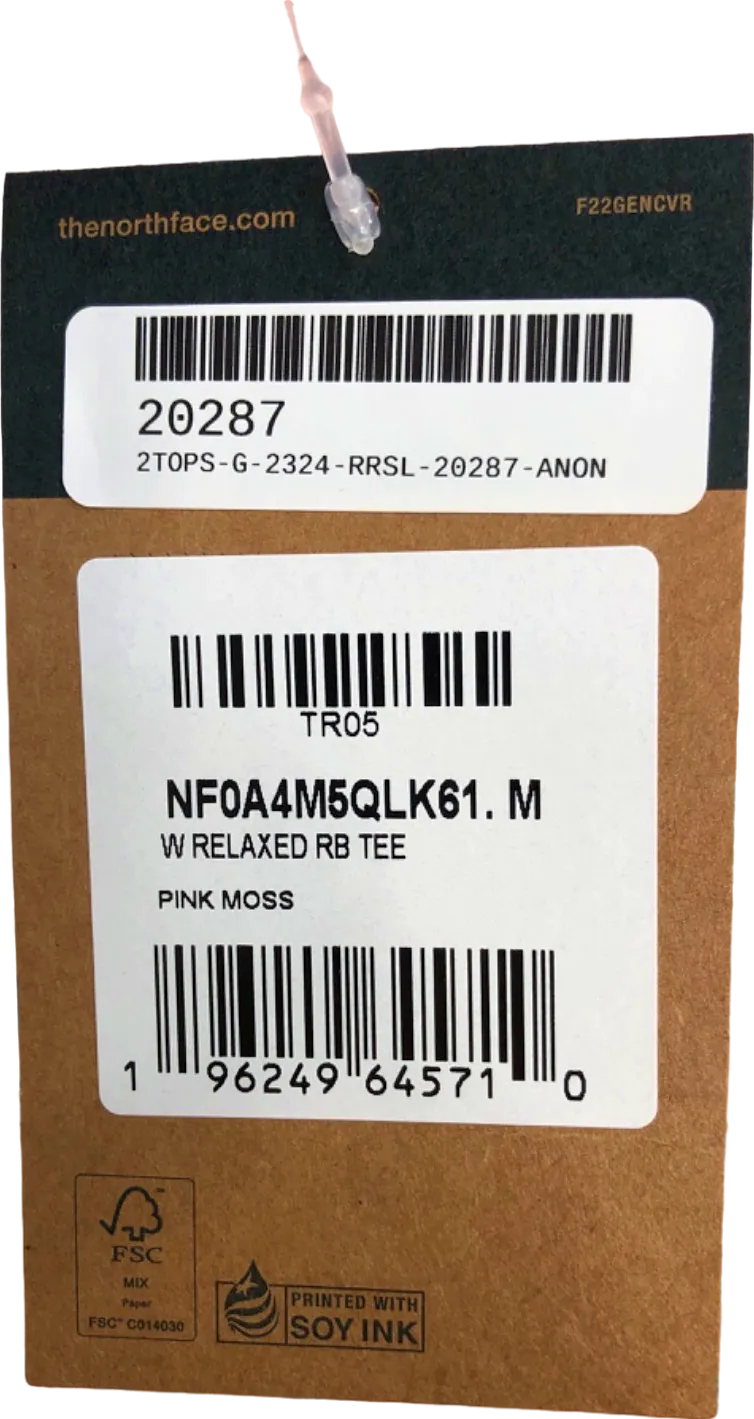 thenorthface.com
F22GENCVR
20287
2TOPS-G-2324-RRSL-20287-ANON
TR05
NF0A4M5QLK61. M
W RELAXED RB TEE
PINK MOSS
1 96249 64571 0
FSC
MIX
Paper
FSC™ C014030
PRINTED WITH
SOY INK